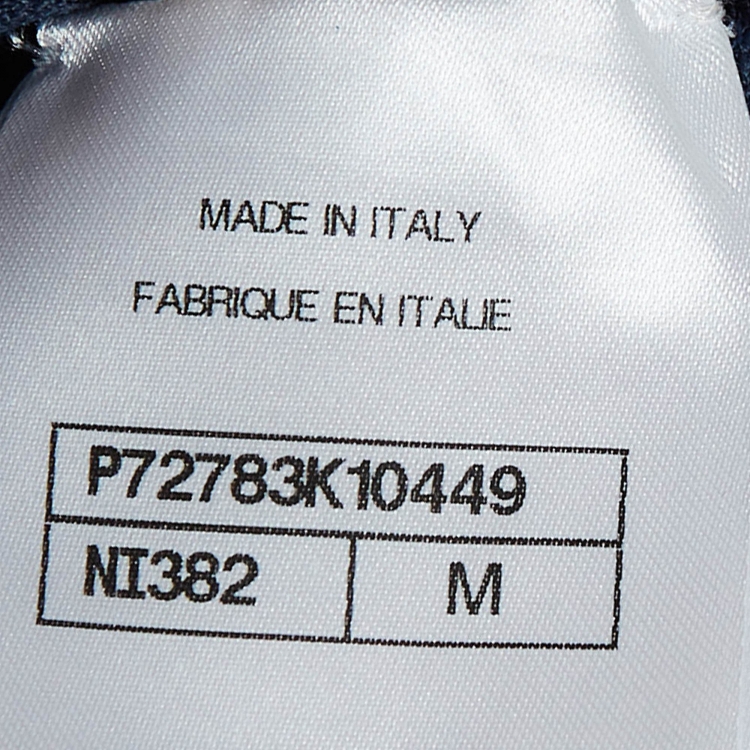 MADE IN ITALY
FABRIQUE EN ITALIE
P72783K10449
NI382 M